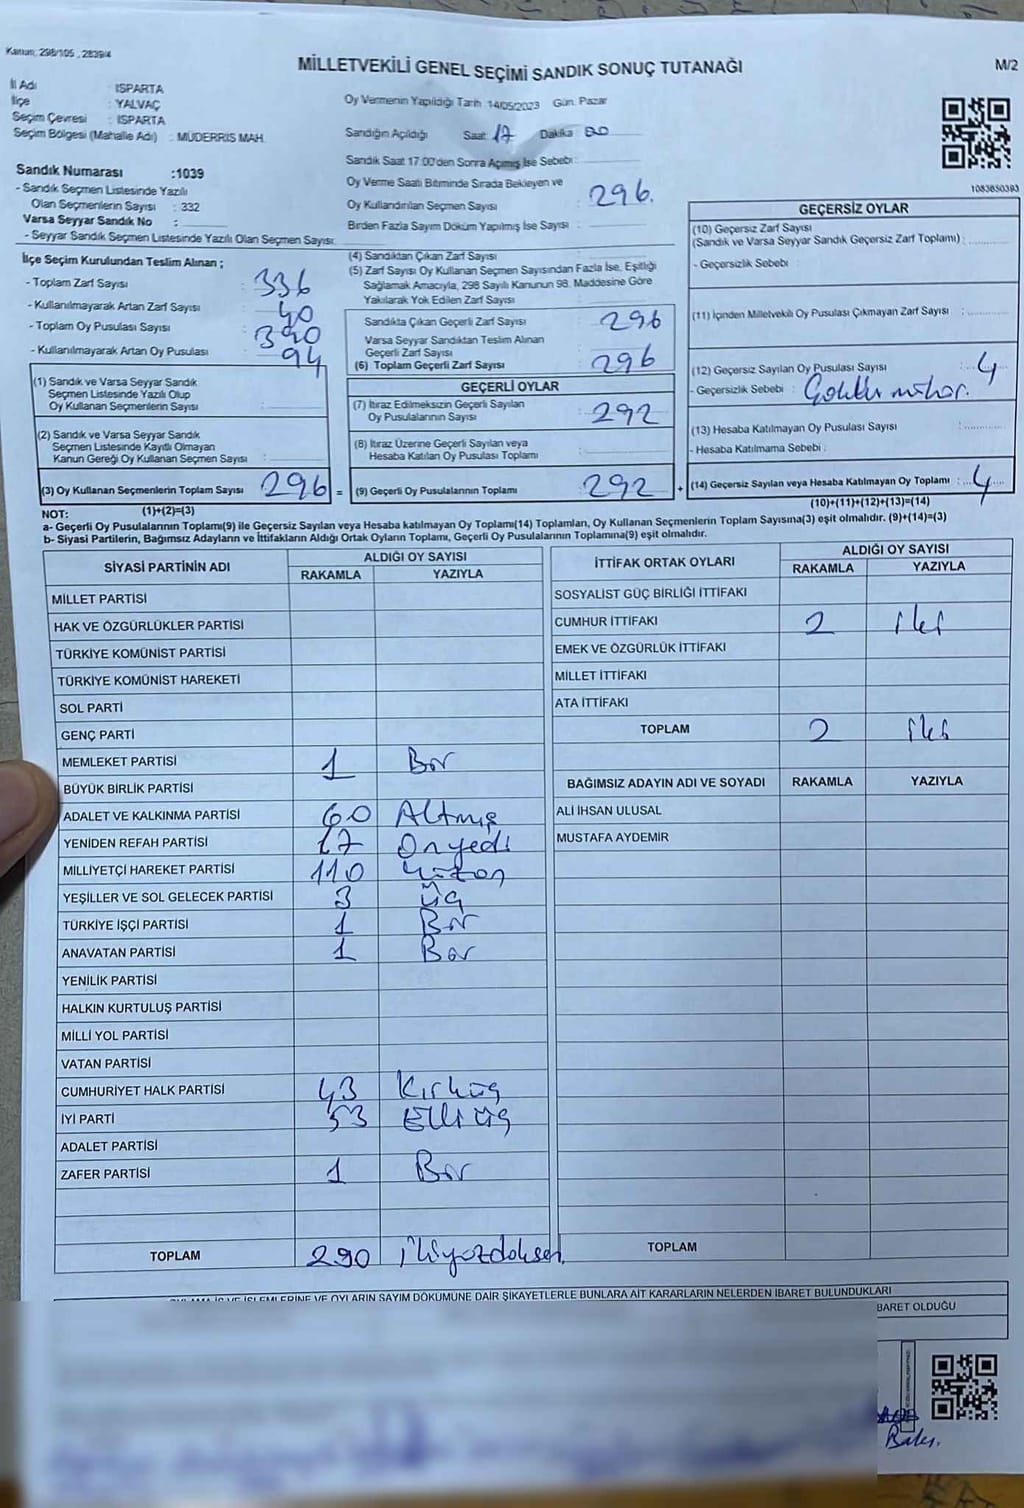 Kanun, 298/105 , 2839/4
MİLLETVEKİLİ GENEL SEÇİMİ SANDIK SONUÇ TUTANAĞI
M/2
İl Adı : ISPARTA
İlçe : YALVAÇ
Seçim Çevresi : ISPARTA
Seçim Bölgesi (Mahalle Adı) : MÜDERRİS MAH.
Sandık Numarası :1039
- Sandık Seçmen Listesinde Yazılı
Olan Seçmenlerin Sayısı : 332
Varsa Seyyar Sandık No :
- Seyyar Sandık Seçmen Listesinde Yazılı Olan Seçmen Sayısı:
Oy Vermenin Yapıldığı Tarih 14/05/2023 Gün: Pazar
Sandığın Açıldığı Saat: 17 Dakika: 00
Sandık Saat 17:00'den Sonra Açımış İse Sebebi:
Oy Verme Saati Bitiminde Sırada Bekleyen ve
Oy Kullandırılan Seçmen Sayısı : 296.
Birden Fazla Sayım Döküm Yapılmış İse Sayısı :
1083650393
İlçe Seçim Kurulundan Teslim Alınan ;
- Toplam Zarf Sayısı : 336
- Kullanılmayarak Artan Zarf Sayısı : 40
- Toplam Oy Pusulası Sayısı : 390
- Kullanılmayarak Artan Oy Pusulası : 94
(1) Sandık ve Varsa Seyyar Sandık
Seçmen Listesinde Yazılı Olup
Oy Kullanan Seçmenlerin Sayısı :
(2) Sandık ve Varsa Seyyar Sandık
Seçmen Listesinde Kayıtlı Olmayan
Kanun Gereği Oy Kullanan Seçmen Sayısı :
(3) Oy Kullanan Seçmenlerin Toplam Sayısı 296 =
(4) Sandıktan Çıkan Zarf Sayısı :
(5) Zarf Sayısı Oy Kullanan Seçmen Sayısından Fazla İse, Eşitliği
Sağlamak Amacıyla, 298 Sayılı Kanunun 98. Maddesine Göre
Yakılarak Yok Edilen Zarf Sayısı :
Sandıkta Çıkan Geçerli Zarf Sayısı : 296
Varsa Seyyar Sandıktan Teslim Alınan
Geçerli Zarf Sayısı :
(6) Toplam Geçerli Zarf Sayısı : 296
GEÇERLİ OYLAR
(7) İtiraz Edilmeksizin Geçerli Sayılan
Oy Pusulalarının Sayısı : 292
(8) İtiraz Üzerine Geçerli Sayılan veya
Hesaba Katılan Oy Pusulası Toplamı :
(9) Geçerli Oy Pusulalarının Toplamı : 292 +
GEÇERSİZ OYLAR
(10) Geçersiz Zarf Sayısı
(Sandık ve Varsa Seyyar Sandık Geçersiz Zarf Toplamı) :
- Geçersizlik Sebebi :
(11) İçinden Milletvekili Oy Pusulası Çıkmayan Zarf Sayısı :
(12) Geçersiz Sayılan Oy Pusulası Sayısı : 4
- Geçersizlik Sebebi :
(13) Hesaba Katılmayan Oy Pusulası Sayısı :
- Hesaba Katılmama Sebebi :
(14) Geçersiz Sayılan veya Hesaba Katılmayan Oy Toplamı : 4
NOT: (1)+(2)=(3)
(10)+(11)+(12)+(13)=(14)
a- Geçerli Oy Pusulalarının Toplamı(9) ile Geçersiz Sayılan veya Hesaba katılmayan Oy Toplamı(14) Toplamları, Oy Kullanan Seçmenlerin Toplam Sayısına(3) eşit olmalıdır. (9)+(14)=(3)
b- Siyasi Partilerin, Bağımsız Adayların ve İttifakların Aldığı Ortak Oyların Toplamı, Geçerli Oy Pusulalarının Toplamına(9) eşit olmalıdır.
SİYASİ PARTİNİN ADI ALDIĞI OY SAYISI
RAKAMLA YAZIYLA
MİLLET PARTİSİ
HAK VE ÖZGÜRLÜKLER PARTİSİ
TÜRKİYE KOMÜNİST PARTİSİ
TÜRKİYE KOMÜNİST HAREKETİ
SOL PARTİ
GENÇ PARTİ
MEMLEKET PARTİSİ 1 Bir
BÜYÜK BİRLİK PARTİSİ
ADALET VE KALKINMA PARTİSİ 60 Altmış
YENİDEN REFAH PARTİSİ 17 Onyedi
MİLLİYETÇİ HAREKET PARTİSİ 110 Yüzon
YEŞİLLER VE SOL GELECEK PARTİSİ 3 Üç
TÜRKİYE İŞÇİ PARTİSİ 1 Bir
ANAVATAN PARTİSİ 1 Bir
YENİLİK PARTİSİ
HALKIN KURTULUŞ PARTİSİ
MİLLİ YOL PARTİSİ
VATAN PARTİSİ
CUMHURİYET HALK PARTİSİ 43 Kırküç
İYİ PARTİ 53 Elli üç
ADALET PARTİSİ
ZAFER PARTİSİ 1 Bir
TOPLAM 290 İkiyüzdoksan
İTTİFAK ORTAK OYLARI ALDIĞI OY SAYISI
RAKAMLA YAZIYLA
SOSYALİST GÜÇ BİRLİĞİ İTTİFAKI
CUMHUR İTTİFAKI 2 iki
EMEK VE ÖZGÜRLÜK İTTİFAKI
MİLLET İTTİFAKI
ATA İTTİFAKI
TOPLAM 2 iki
BAĞIMSIZ ADAYIN ADI VE SOYADI RAKAMLA YAZIYLA
ALİ İHSAN ULUSAL
MUSTAFA AYDEMİR
TOPLAM
OYLAMA İŞ VE İŞLEMLERİNE VE OYLARIN SAYIM DÖKÜMÜNE DAİR ŞİKAYETLERLE BUNLARA AİT KARARLARIN NELERDEN İBARET BULUNDUKLARI
İBARET OLDUĞU